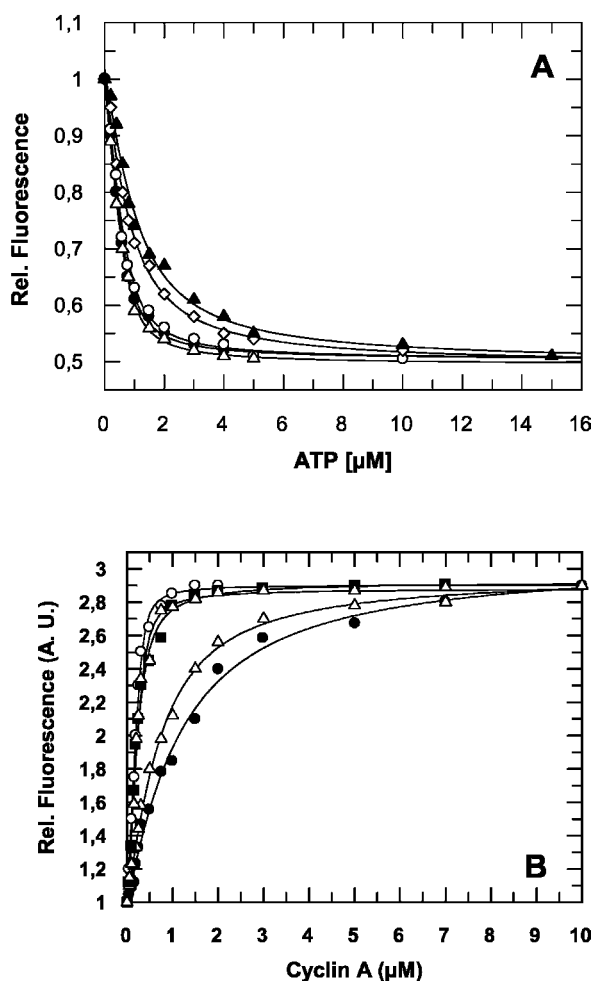 1,1
A
1
0,9
0,8
0,7
0,6
0,5
Rel. Fluorescence
0 2 4 6 8 10 12 14 16
ATP [µM]
3
2,8
2,6
2,4
2,2
2
1,8
1,6
1,4
1,2
1
Rel. Fluorescence (A. U.)
B
0 1 2 3 4 5 6 7 8 9 10
Cyclin A (µM)